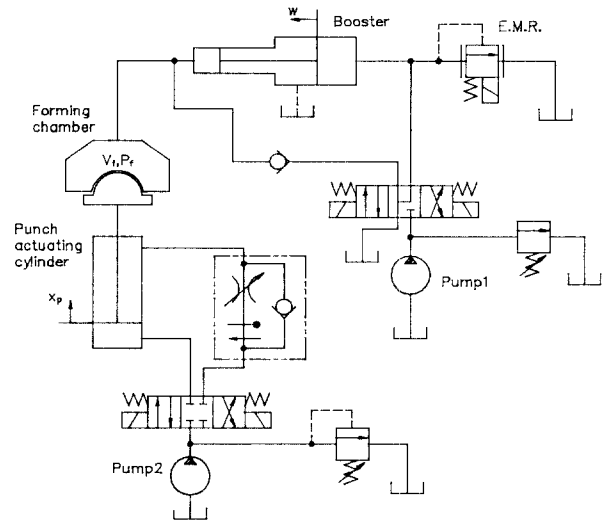 w
Booster
E.M.R.
Forming
chamber
V_f,P_f
Punch
actuating
cylinder
x_p
Pump1
Pump2